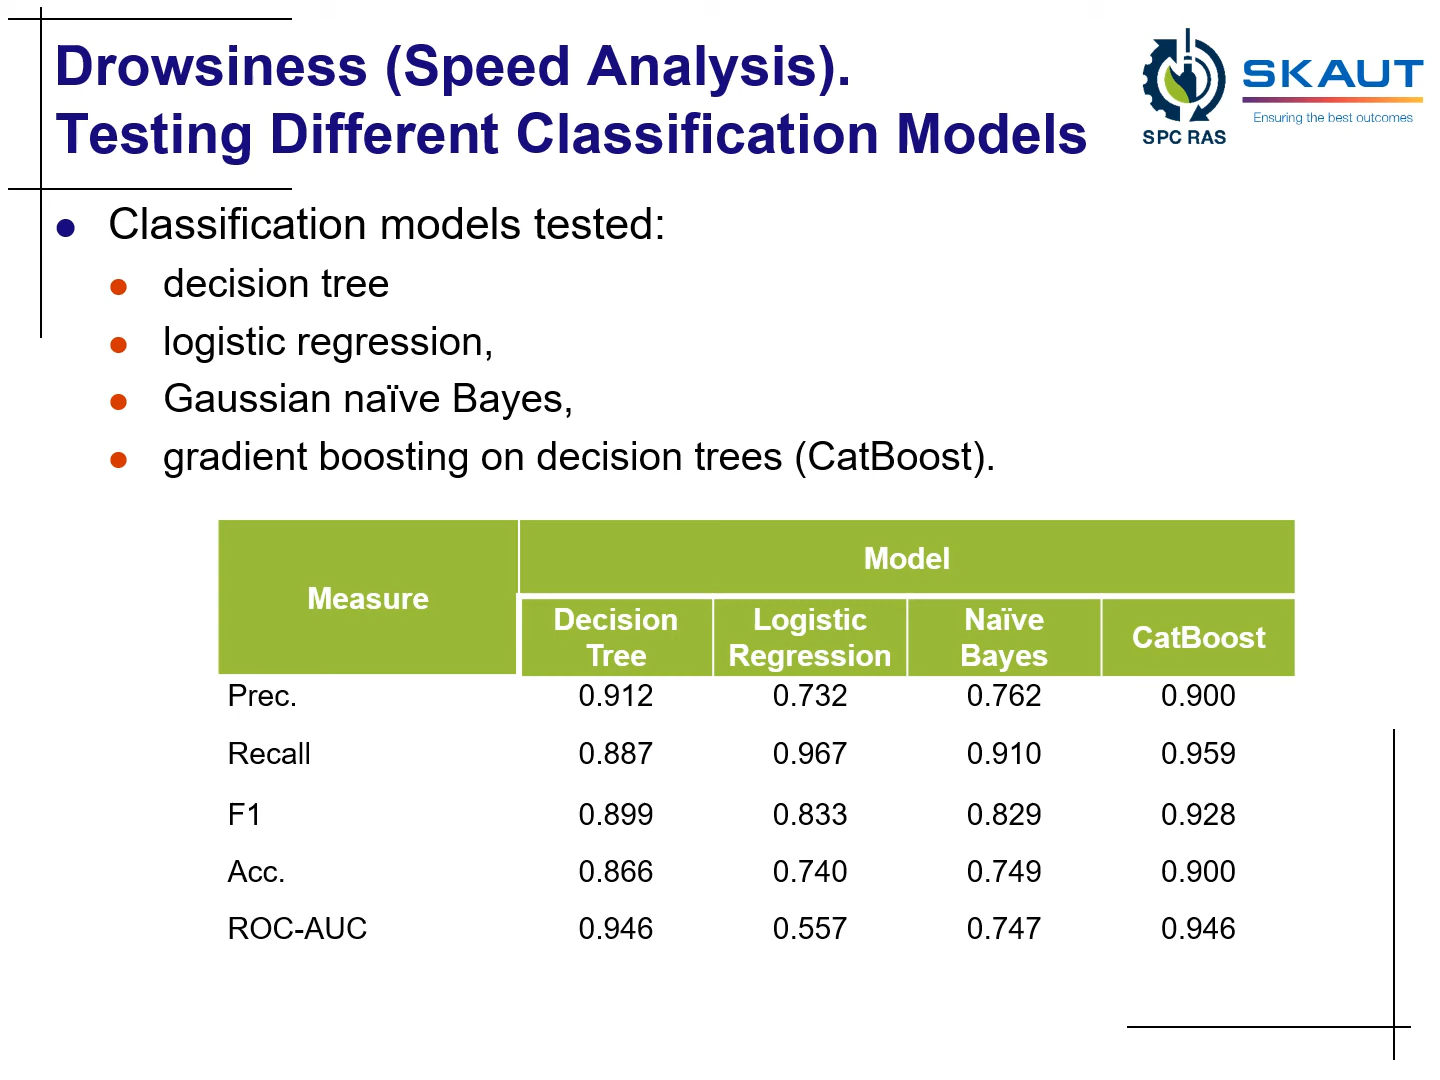 Drowsiness (Speed Analysis).
Testing Different Classification Models
SPC RAS
SKAUT
Ensuring the best outcomes
Classification models tested:
decision tree
logistic regression,
Gaussian naïve Bayes,
gradient boosting on decision trees (CatBoost).
Measure Model
Decision Tree Logistic Regression Naïve Bayes CatBoost
Prec. 0.912 0.732 0.762 0.900
Recall 0.887 0.967 0.910 0.959
F1 0.899 0.833 0.829 0.928
Acc. 0.866 0.740 0.749 0.900
ROC-AUC 0.946 0.557 0.747 0.946